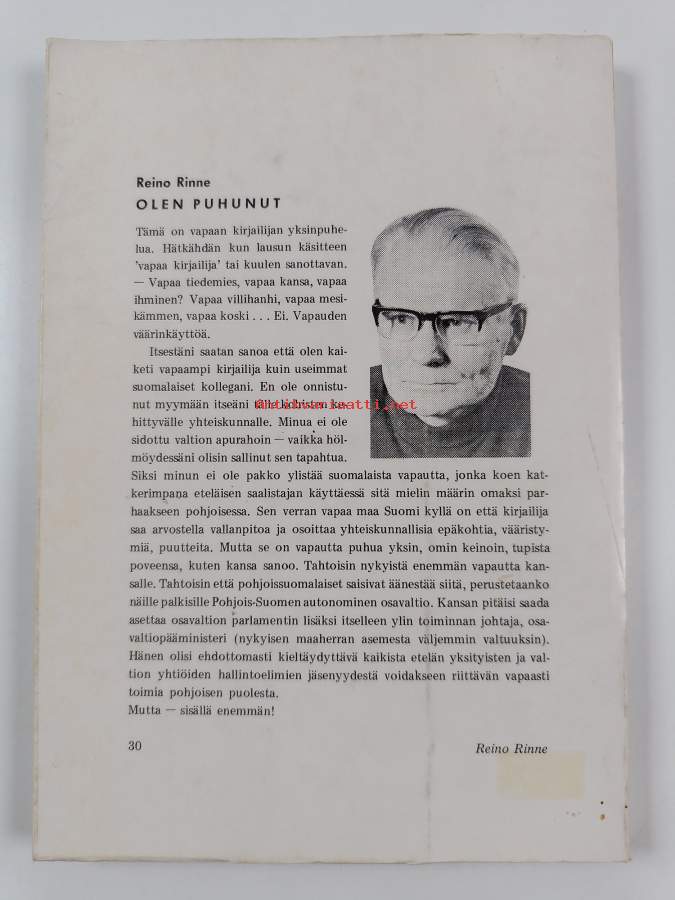 Reino Rinne
OLEN PUHUNUT
Tämä on vapaan kirjailijan yksinpuhe-
lua. Hätkähdän kun lausun käsitteen
'vapaa kirjailija' tai kuulen sanottavan.
— Vapaa tiedemies, vapaa kansa, vapaa
ihminen? Vapaa villihanhi, vapaa mesi-
kämmen, vapaa koski . . . Ei. Vapauden
väärinkäyttöä.
Itsestäni saatan sanoa että olen kai-
keti vapaampi kirjailija kuin useimmat
suomalaiset kollegani. En ole onnistu-
nut myymään itseäni tälle
hittyvälle yhteiskunnalle. Minua ei ole
sidottu valtion apurahoin — vaikka höl-
möydessäni olisin sallinut sen tapahtua.
Siksi minun ei ole pakko ylistää suomalaista vapautta, jonka koen kat-
kerimpana eteläisen saalistajan käyttäessä sitä mielin määrin omaksi par-
haakseen pohjoisessa. Sen verran vapaa maa Suomi kyllä on että kirjailija
saa arvostella vallanpitoa ja osoittaa yhteiskunnallisia epäkohtia, vääristy-
miä, puutteita. Mutta se on vapautta puhua yksin, omin keinoin, tupista
poveensa, kuten kansa sanoo. Tahtoisin nykyistä enemmän vapautta kan-
salle. Tahtoisin että pohjoissuomalaiset saisivat äänestää siitä, perustetaanko
näille palkisille Pohjois-Suomen autonominen osavaltio. Kansan pitäisi saada
asettaa osavaltion parlamentin lisäksi itselleen ylin toiminnan johtaja, osa-
valtiopääministeri (nykyisen maaherran asemesta väljemmin valtuuksin).
Hänen olisi ehdottomasti kieltäydyttävä kaikista etelän yksityisten ja val-
tion yhtiöiden hallintoelimien jäsenyydestä voidakseen riittävän vapaasti
toimia pohjoisen puolesta.
Mutta — sisällä enemmän!
30
Reino Rinne
Antikvariaatti.net